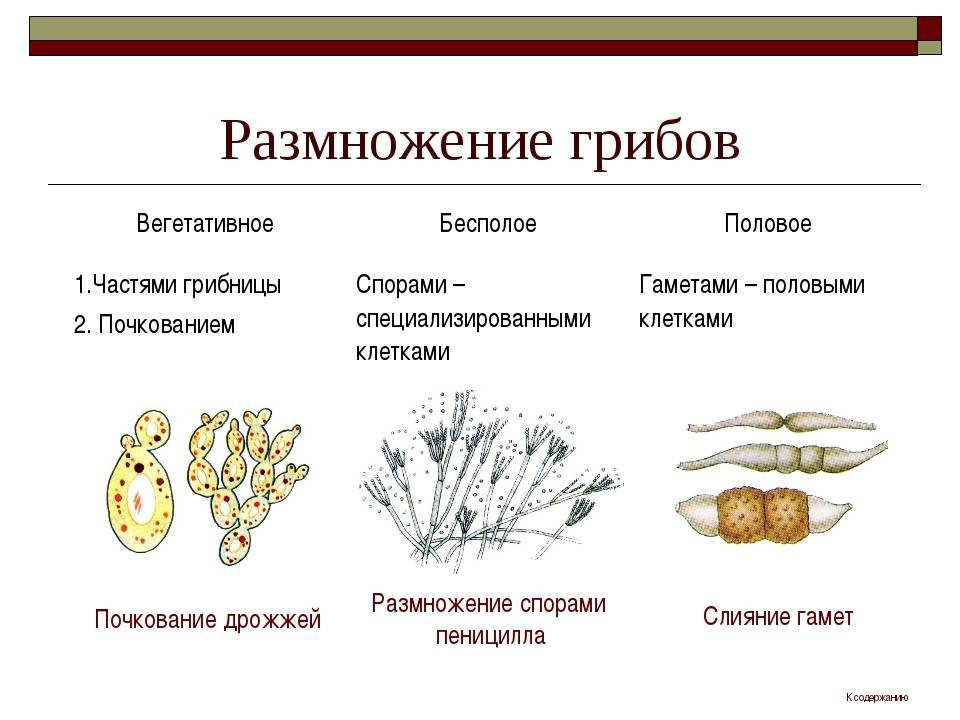 Размножение грибов
Вегетативное
Бесполое
Половое
1.Частями грибницы
2. Почкованием
Спорами –
специализированными
клетками
Гаметами – половыми
клетками
Почкование дрожжей
Размножение спорами
пеницилла
Слияние гамет
К содержанию